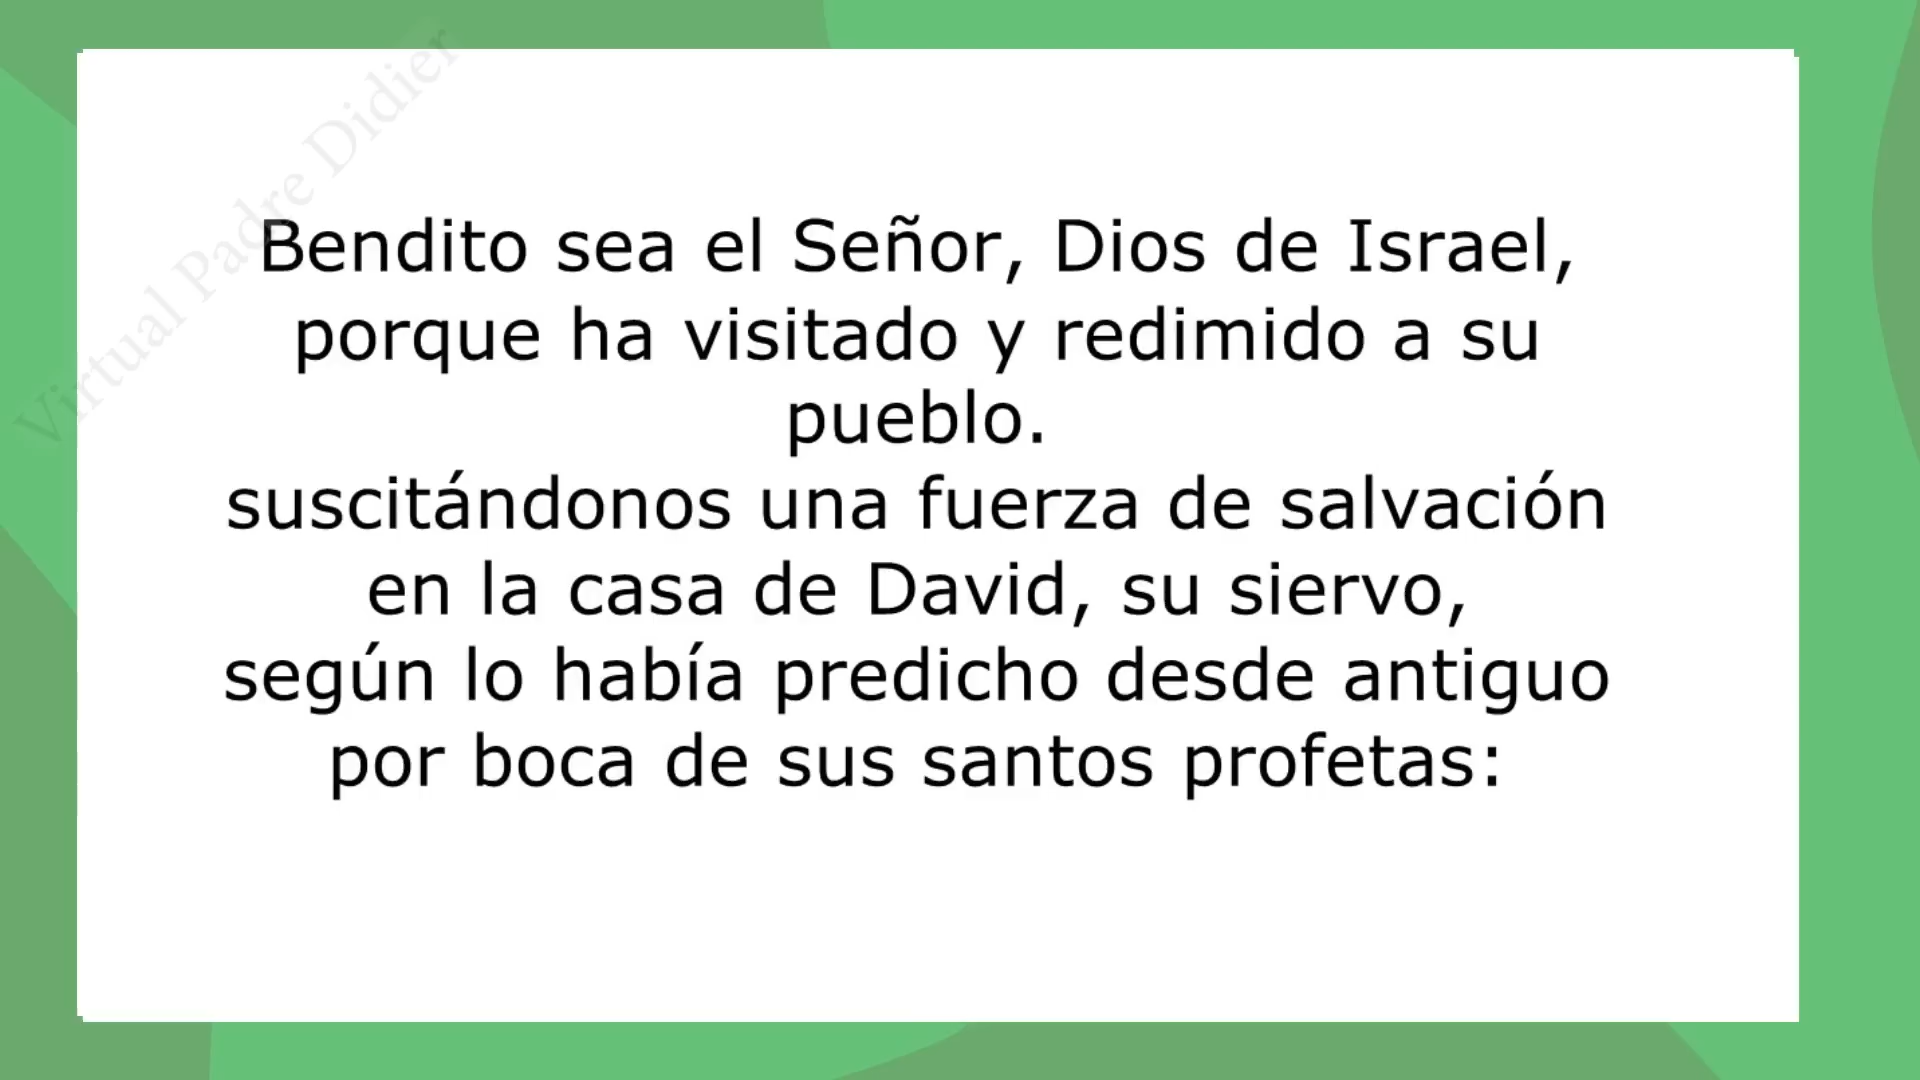 Virtual Padre Didier
Bendito sea el Señor, Dios de Israel,
porque ha visitado y redimido a su
pueblo.
suscitándonos una fuerza de salvación
en la casa de David, su siervo,
según lo había predicho desde antiguo
por boca de sus santos profetas: